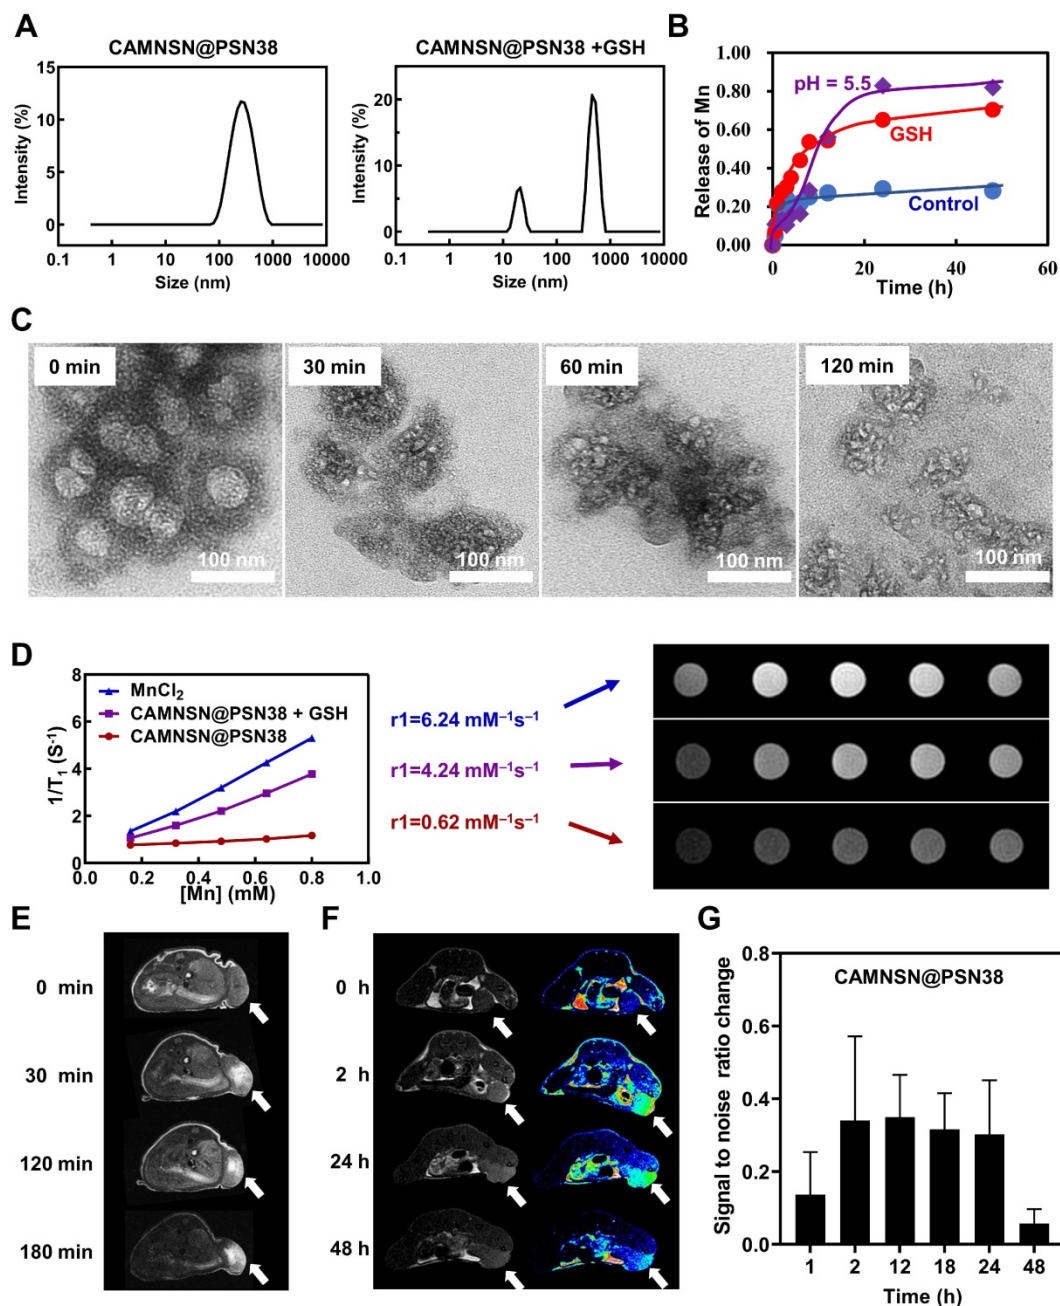 A
CAMNSN@PSN38
CAMNSN@PSN38 +GSH
Intensity (%)
15
10
5
0
0.1 1 10 100 1000 10000
Size (nm)
Intensity (%)
20
10
0
0.1 1 10 100 1000 10000
Size (nm)
B
Release of Mn
1.00
0.80
0.60
0.40
0.20
0.00
pH = 5.5
GSH
Control
0 20 40 60
Time (h)
C
0 min
30 min
60 min
120 min
100 nm
100 nm
100 nm
100 nm
D
1/T1 (S⁻¹)
8
6
4
2
0
MnCl2
CAMNSN@PSN38 + GSH
CAMNSN@PSN38
0.0 0.2 0.4 0.6 0.8 1.0
[Mn] (mM)
r1=6.24 mM⁻¹s⁻¹
r1=4.24 mM⁻¹s⁻¹
r1=0.62 mM⁻¹s⁻¹
E
0 min
30 min
120 min
180 min
F
0 h
2 h
24 h
48 h
G
CAMNSN@PSN38
Signal to noise ratio change
0.8
0.6
0.4
0.2
0.0
1 2 12 18 24 48
Time (h)